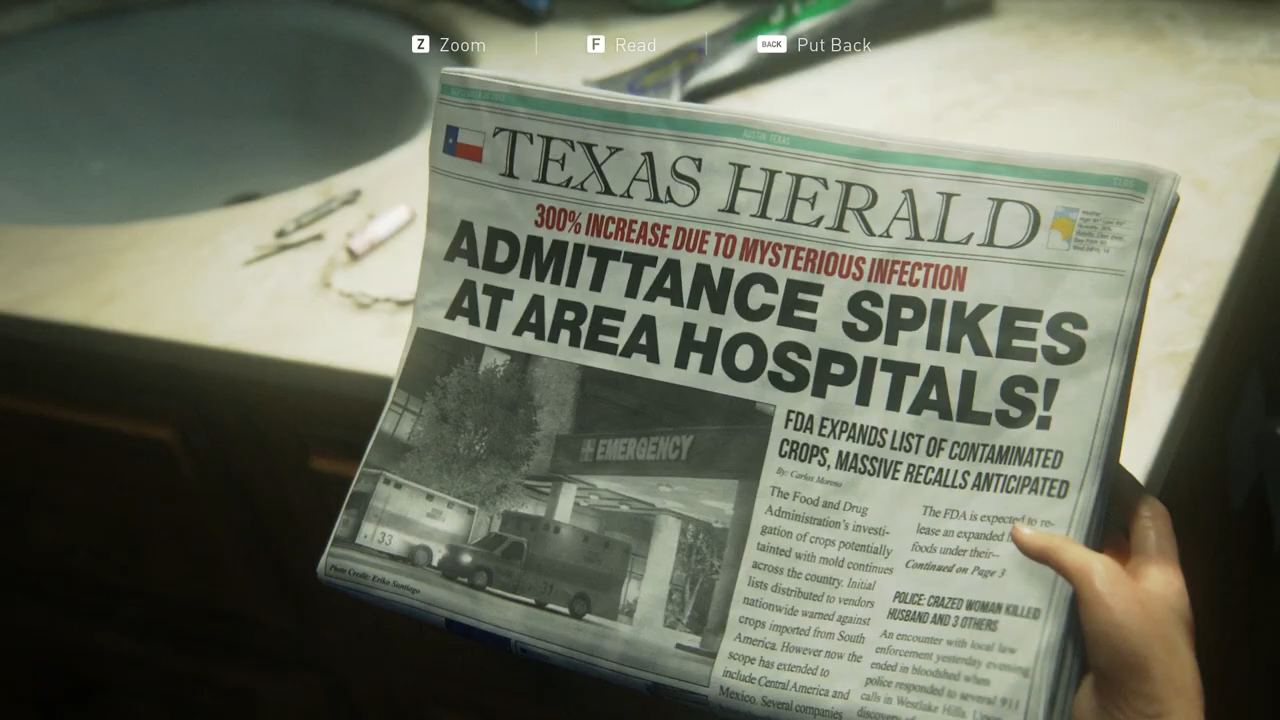 Z Zoom
F Read
BACK Put Back
AUSTIN, TEXAS
TEXAS HERALD
300% INCREASE DUE TO MYSTERIOUS INFECTION
ADMITTANCE SPIKES
AT AREA HOSPITALS!
EMERGENCY
33
31
Photo Credit: Erika Santiago
FDA EXPANDS LIST OF CONTAMINATED
CROPS, MASSIVE RECALLS ANTICIPATED
By: Carlos Moreno
The Food and Drug
Administration's investi-
gation of crops potentially
tainted with mold continues
across the country. Initial
lists distributed to vendors
nationwide warned against
crops imported from South
America. However now the
scope has extended to
include Central America and
Mexico. Several companies
The FDA is expected to re-
lease an expanded
foods under their--
Continued on Page 3
POLICE: CRAZED WOMAN KILLED
HUSBAND AND 3 OTHERS
An encounter with local law
enforcement yesterday evening
ended in bloodshed when
police responded to several 911
calls in Westlake Hills. Upon